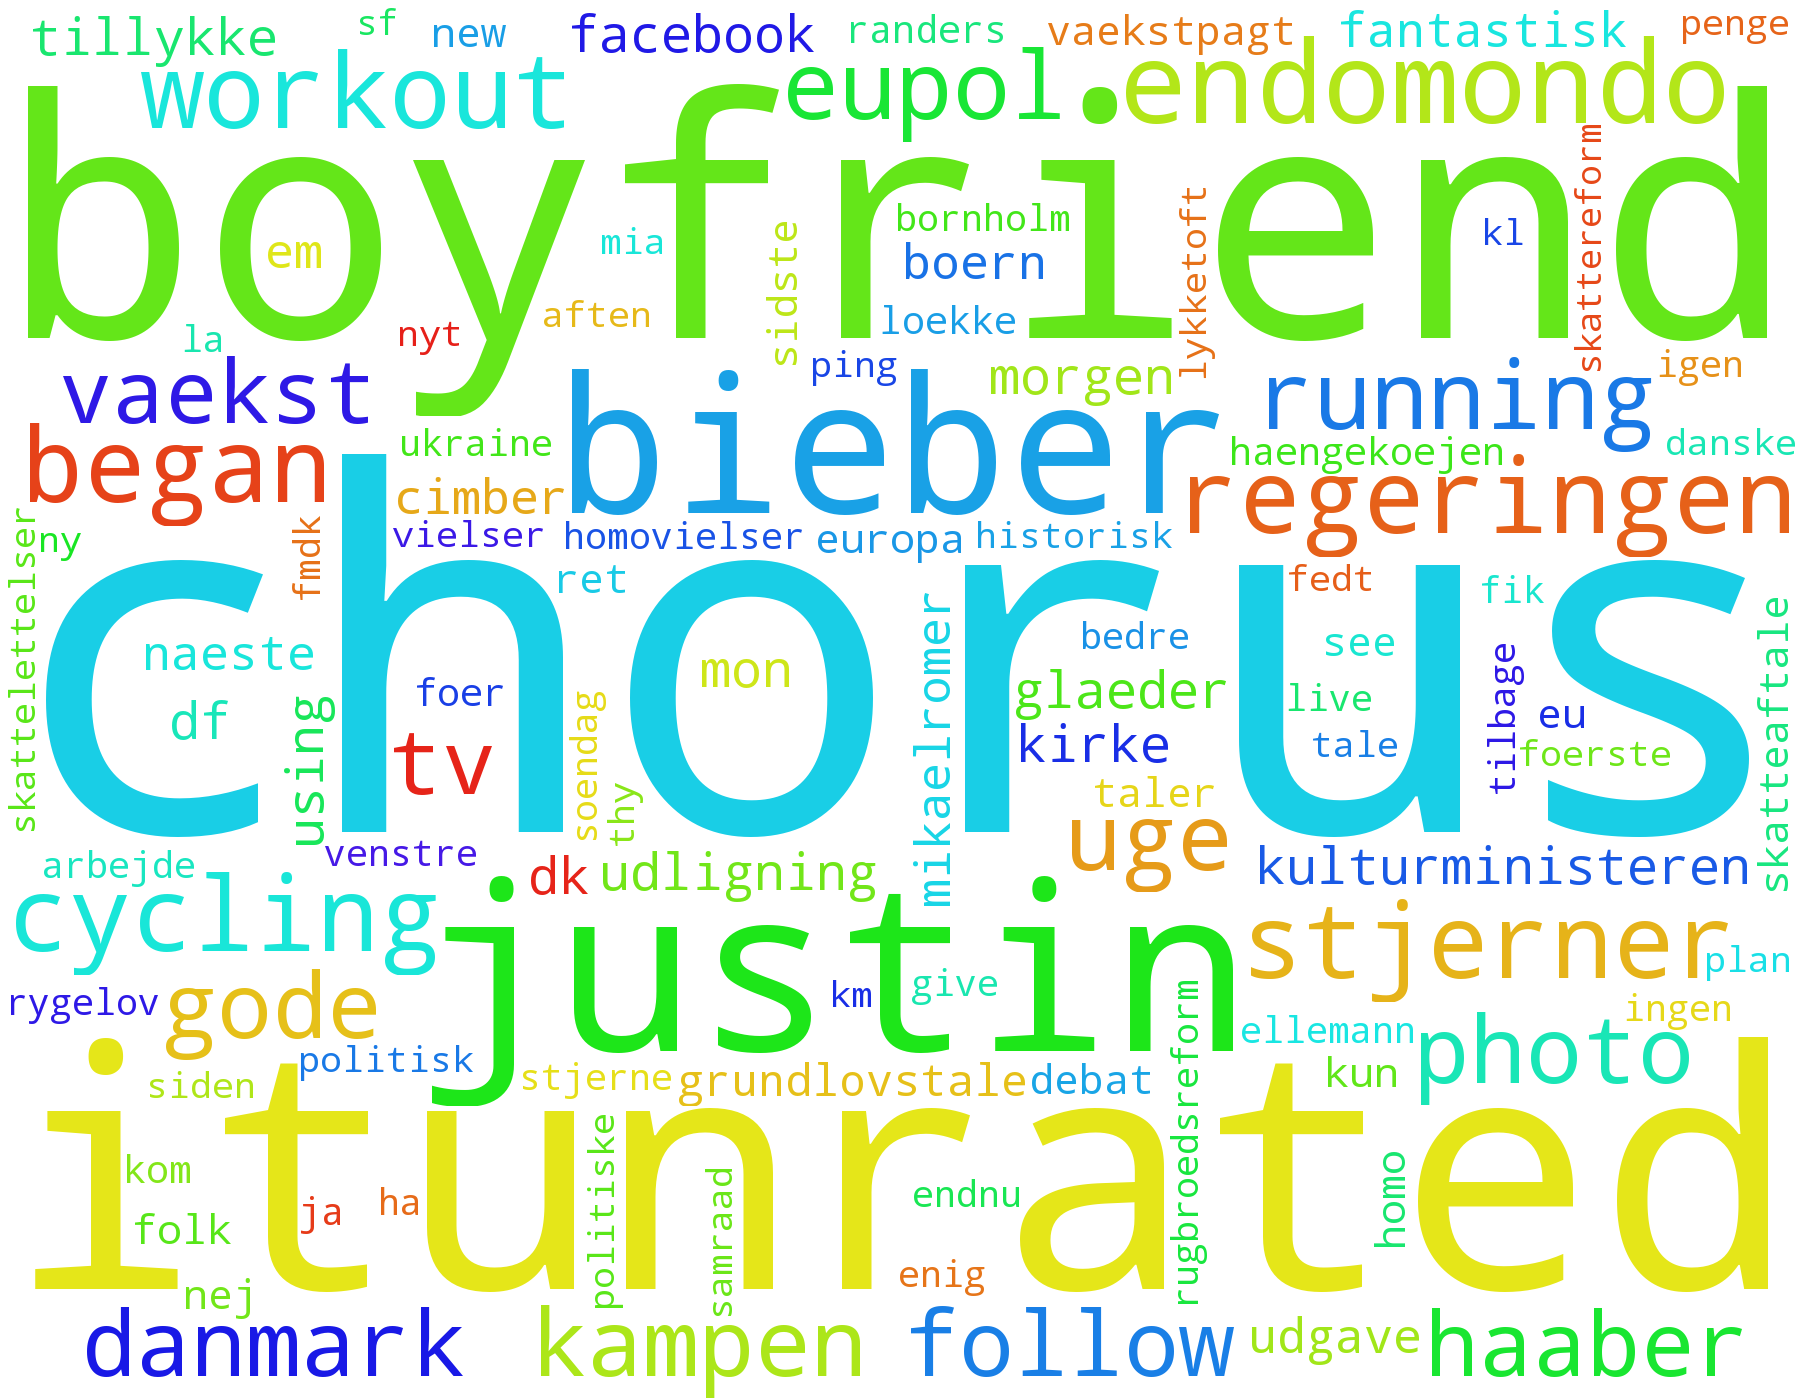 tillykke
sf
new
facebook
randers
vaekstpagt
fantastisk
penge
workout
eupol
endomondo
boyfriend
skattereform
lykketoft
bornholm
kl
em
mia
sidste
boern
aften
loekke
nyt
la
ping
morgen
igen
vaekst
bieber
running
began
ukraine
haengekoejen
danske
cimber
regeringen
skattelettelser
ny
fmdk
vielser
homovielser
europa
historisk
chorus
ret
fedt
fik
mikaelromer
skatteaftale
naeste
bedre
see
mon
foer
glaeder
live
tilbage
eu
df
using
tv
soendag
thy
kirke
tale
foerste
taler
uge
arbejde
venstre
dk
udligning
kulturministeren
cycling
justin
stjerner
plan
rygelov
gode
km
give
rugbroedsreform
ingen
ellemann
photo
politisk
siden
stjerne
grundlovstale
debat
kun
itunrated
kom
politiske
samraad
endnu
homo
ja
ha
folk
nej
enig
danmark
kampen
follow
udgave
haaber